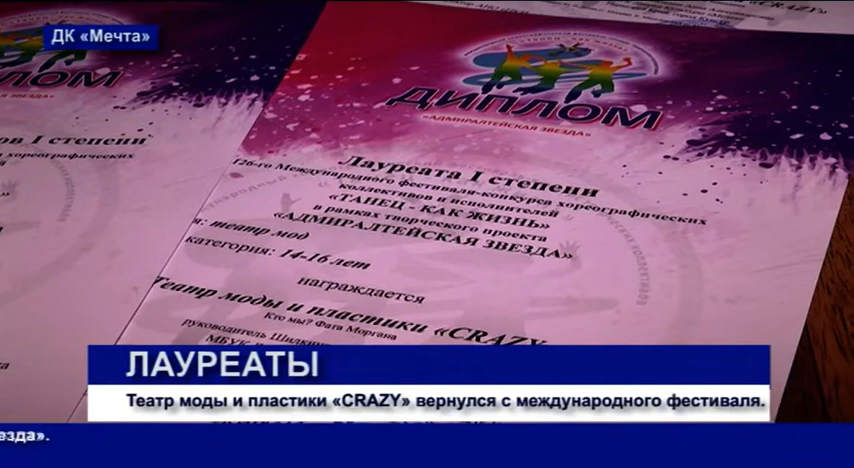 ДК «Мечта»
ДИПЛОМ
«АДМИРАЛТЕЙСКАЯ ЗВЕЗДА»
ов I степени
хореографических
Лауреата I степени
126-го Международного фестиваля-конкурса хореографических
коллективов и исполнителей
«ТАНЕЦ - КАК ЖИЗНЬ»
в рамках творческого проекта
«АДМИРАЛТЕЙСКАЯ ЗВЕЗДА»
я: театр мод
категория: 14-16 лет
награждается
Театр моды и пластики «CRAZY
Кто мы? Фата Моргана
руководитель
МБУК
ЛАУРЕАТЫ
Театр моды и пластики «CRAZY» вернулся с международного фестиваля.
езда».